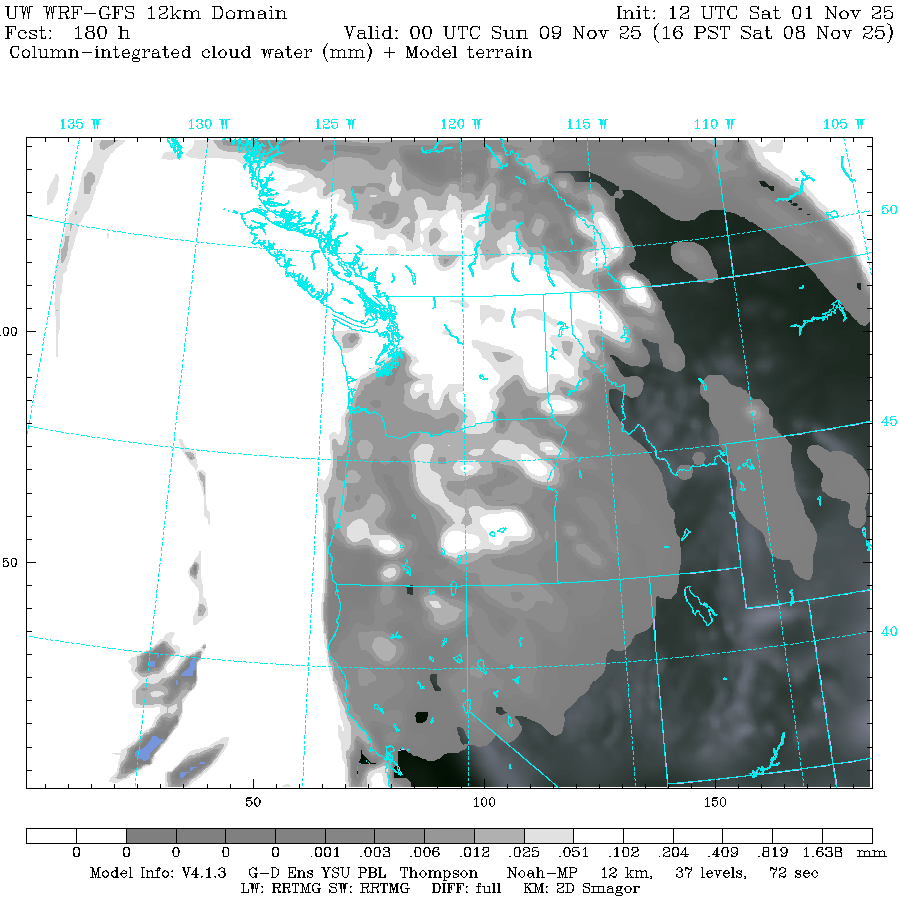 UW WRF-GFS 12km Domain Init: 12 UTC Sat 01 Nov 25
Fcst: 180 h Valid: 00 UTC Sun 09 Nov 25 (16 PST Sat 08 Nov 25)
Column-integrated cloud water (mm) + Model terrain
135 W 130 W 125 W 120 W 115 W 110 W 105 W
50
00
45
50
40
50 100 150
0 0 0 0 .001 .003 .006 .012 .025 .051 .102 .204 .409 .819 1.638 mm
Model Info: V4.1.3 G-D Ens YSU PBL Thompson Noah-MP 12 km, 37 levels, 72 sec
LW: RRTMG SW: RRTMG DIFF: full KM: 2D Smagor